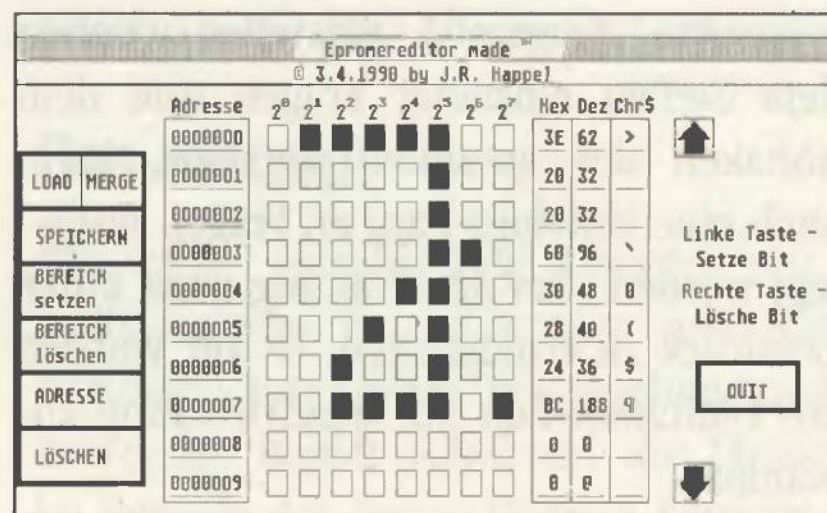 Epromereditor made ™
© 3.4.1990 by J.R. Happel
Adresse 2⁰ 2¹ 2² 2³ 2⁴ 2⁵ 2⁶ 2⁷ Hex Dez Chr$
0000000 3E 62 >
LOAD MERGE
0000001 20 32
0000002 20 32
SPEICHERN
0000003 60 96 `
Linke Taste -
Setze Bit
BEREICH
setzen
0000004 30 48 0
Rechte Taste -
Lösche Bit
BEREICH
löschen
0000005 28 40 (
0000006 24 36 $
ADRESSE
0000007 BC 188 ¶
QUIT
LÖSCHEN
0000008 0 0
0000009 0 0